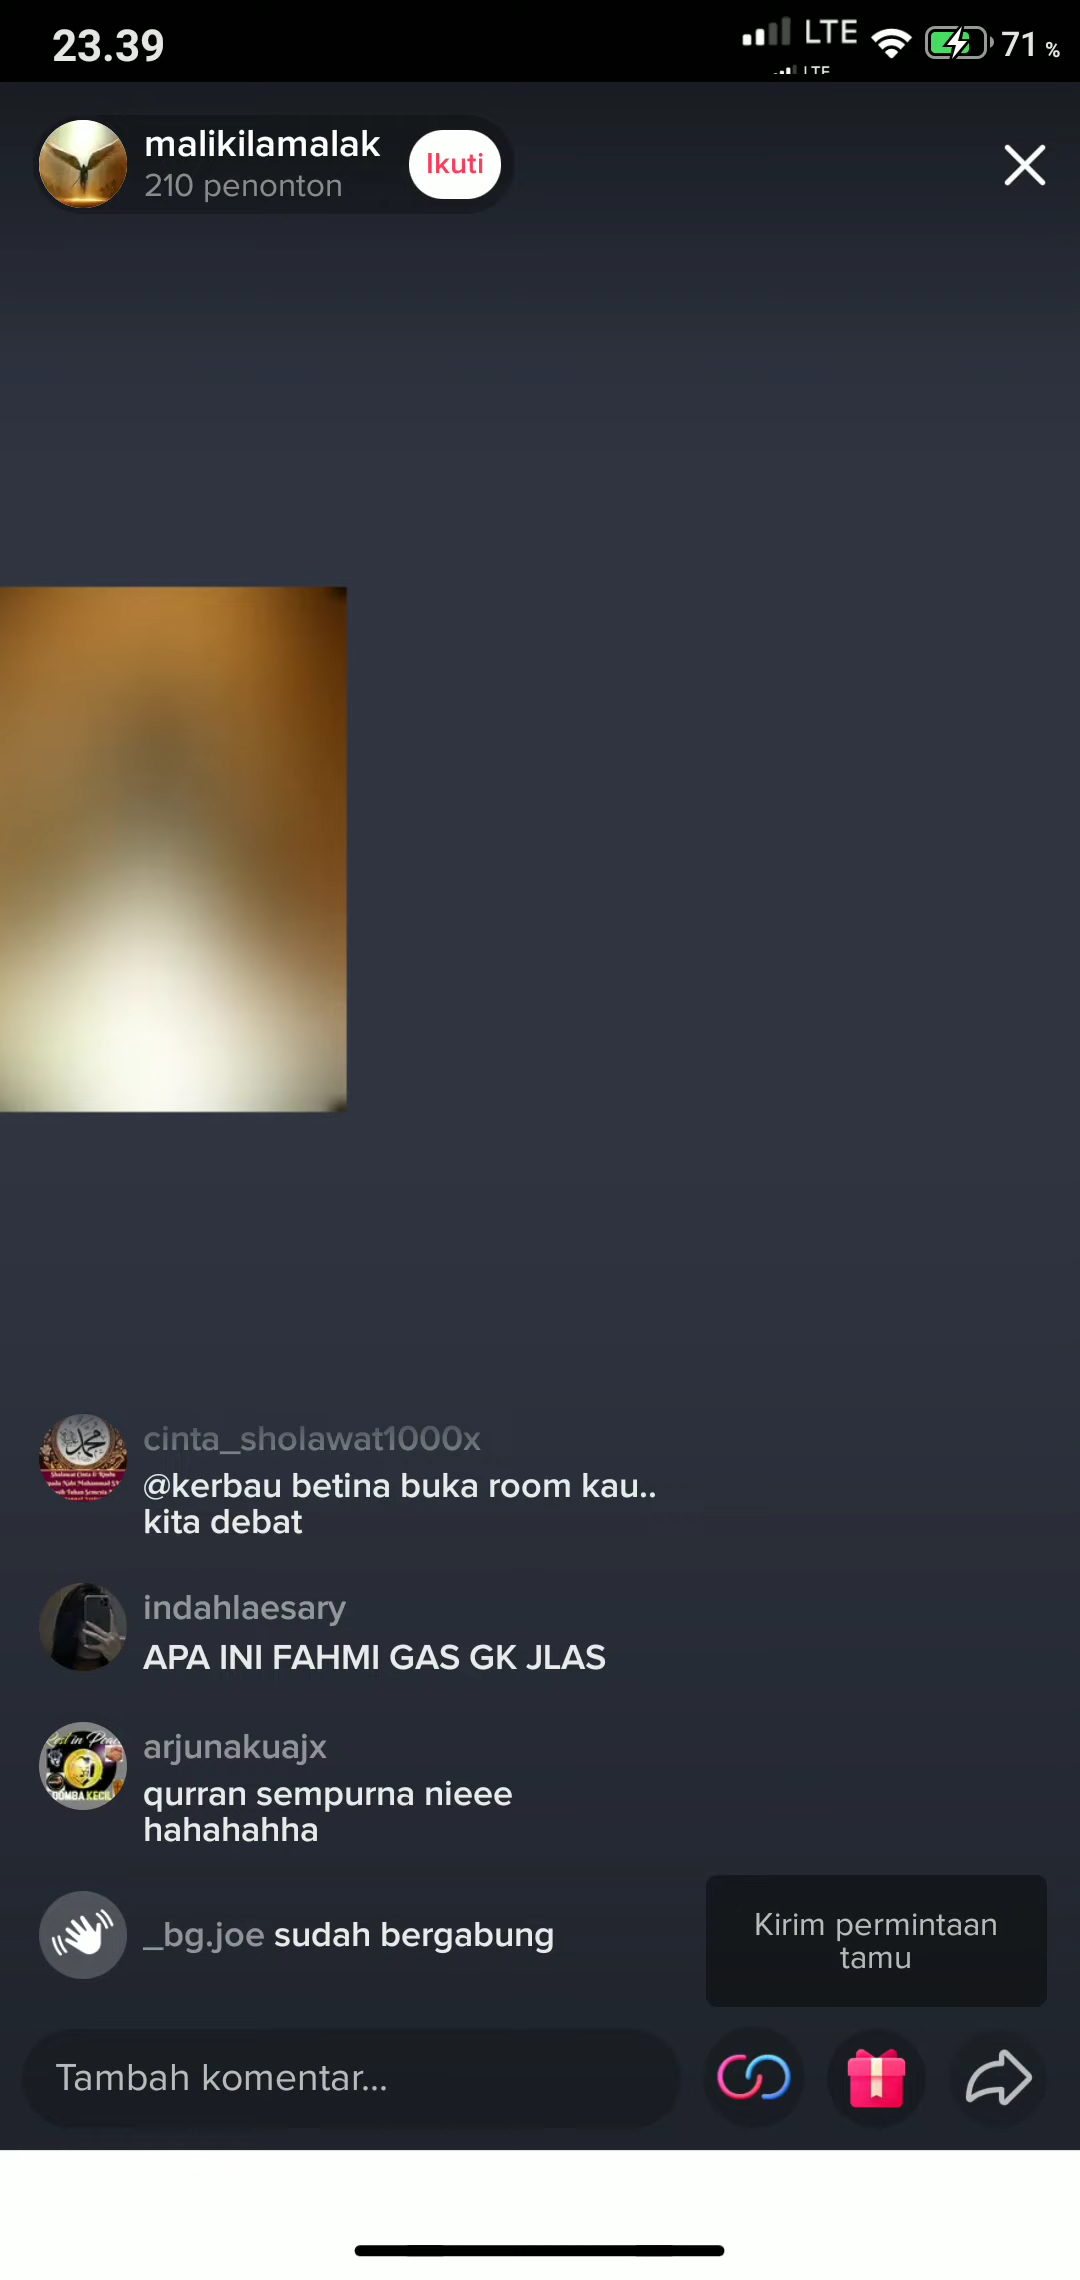 23.39
LTE
71 %
LTE
malikilamalak
210 penonton
Ikuti
cinta_sholawat1000x
@kerbau betina buka room kau..
kita debat
indahlaesary
APA INI FAHMI GAS GK JLAS
arjunakuajx
qurran sempurna nieee
hahahahha
_bg.joe sudah bergabung
Kirim permintaan
tamu
Tambah komentar...